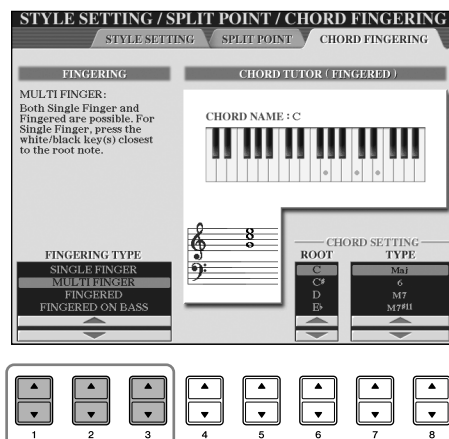 STYLE SETTING / SPLIT POINT / CHORD FINGERING
STYLE SETTING SPLIT POINT CHORD FINGERING
FINGERING
MULTI FINGER:
Both Single Finger and
Fingered are possible. For
Single Finger, press the
white/black key(s) closest
to the root note.
FINGERING TYPE
SINGLE FINGER
MULTI FINGER
FINGERED
FINGERED ON BASS
CHORD TUTOR ( FINGERED )
CHORD NAME : C
CHORD SETTING
ROOT TYPE
C Maj
C# 6
D M7
E♭ M7#11
1 2 3 4 5 6 7 8